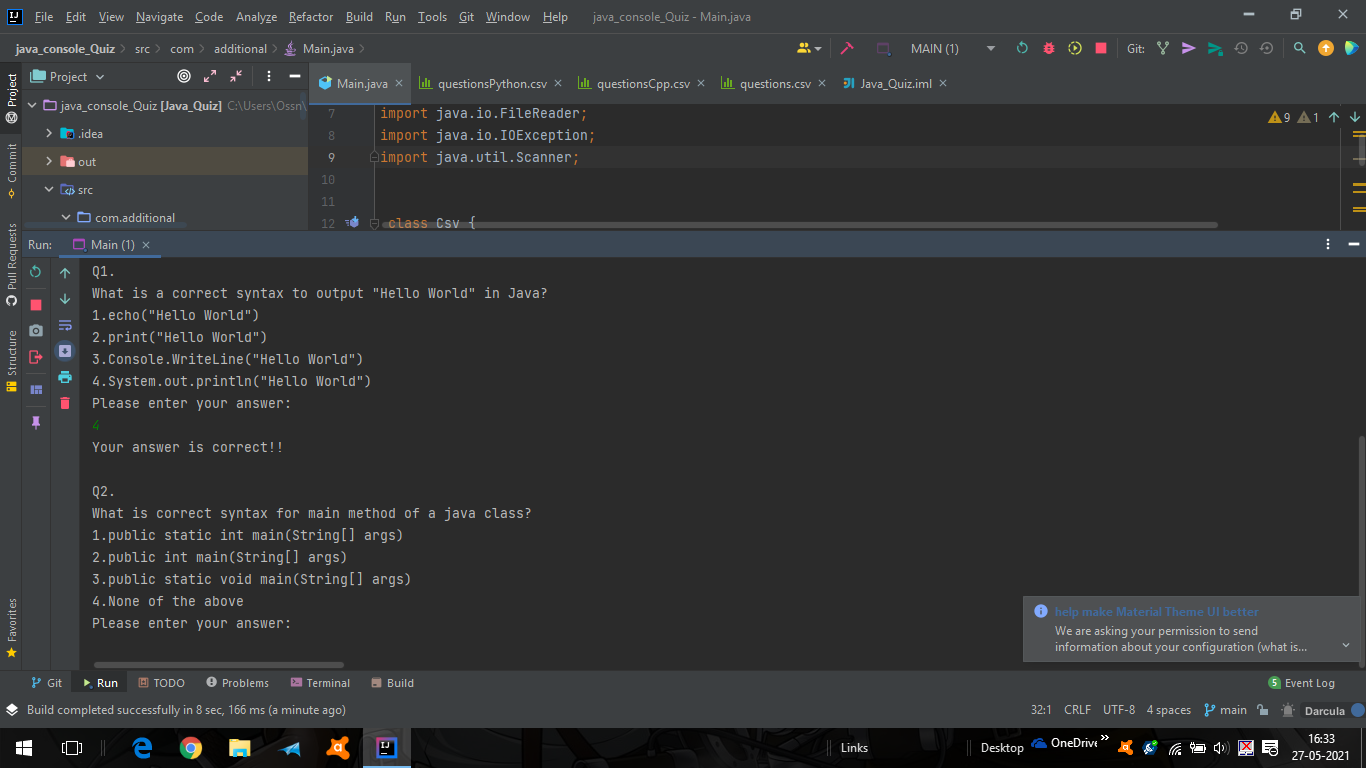 File Edit View Navigate Code Analyze Refactor Build Run Tools Git Window Help java_console_Quiz - Main.java
java_console_Quiz src com additional Main.java MAIN (1) Git:
Project
Main.java questionsPython.csv questionsCpp.csv questions.csv Java_Quiz.iml
java_console_Quiz [Java_Quiz] C:\Users\Ossn\
.idea
out
src
com.additional
7 import java.io.FileReader;
8 import java.io.IOException;
9 import java.util.Scanner;
10
11
12 class Csv {
9 1
Project
Commit
Pull Requests
Structure
Favorites
Run: Main (1)
Q1.
What is a correct syntax to output "Hello World" in Java?
1.echo("Hello World")
2.print("Hello World")
3.Console.WriteLine("Hello World")
4.System.out.println("Hello World")
Please enter your answer:
4
Your answer is correct!!
Q2.
What is correct syntax for main method of a java class?
1.public static int main(String[] args)
2.public int main(String[] args)
3.public static void main(String[] args)
4.None of the above
Please enter your answer:
help make Material Theme UI better
We are asking your permission to send
information about your configuration (what is...
Git Run TODO Problems Terminal Build 5 Event Log
Build completed successfully in 8 sec, 166 ms (a minute ago) 32:1 CRLF UTF-8 4 spaces main Darcula
Links Desktop OneDrive 16:33
27-05-2021